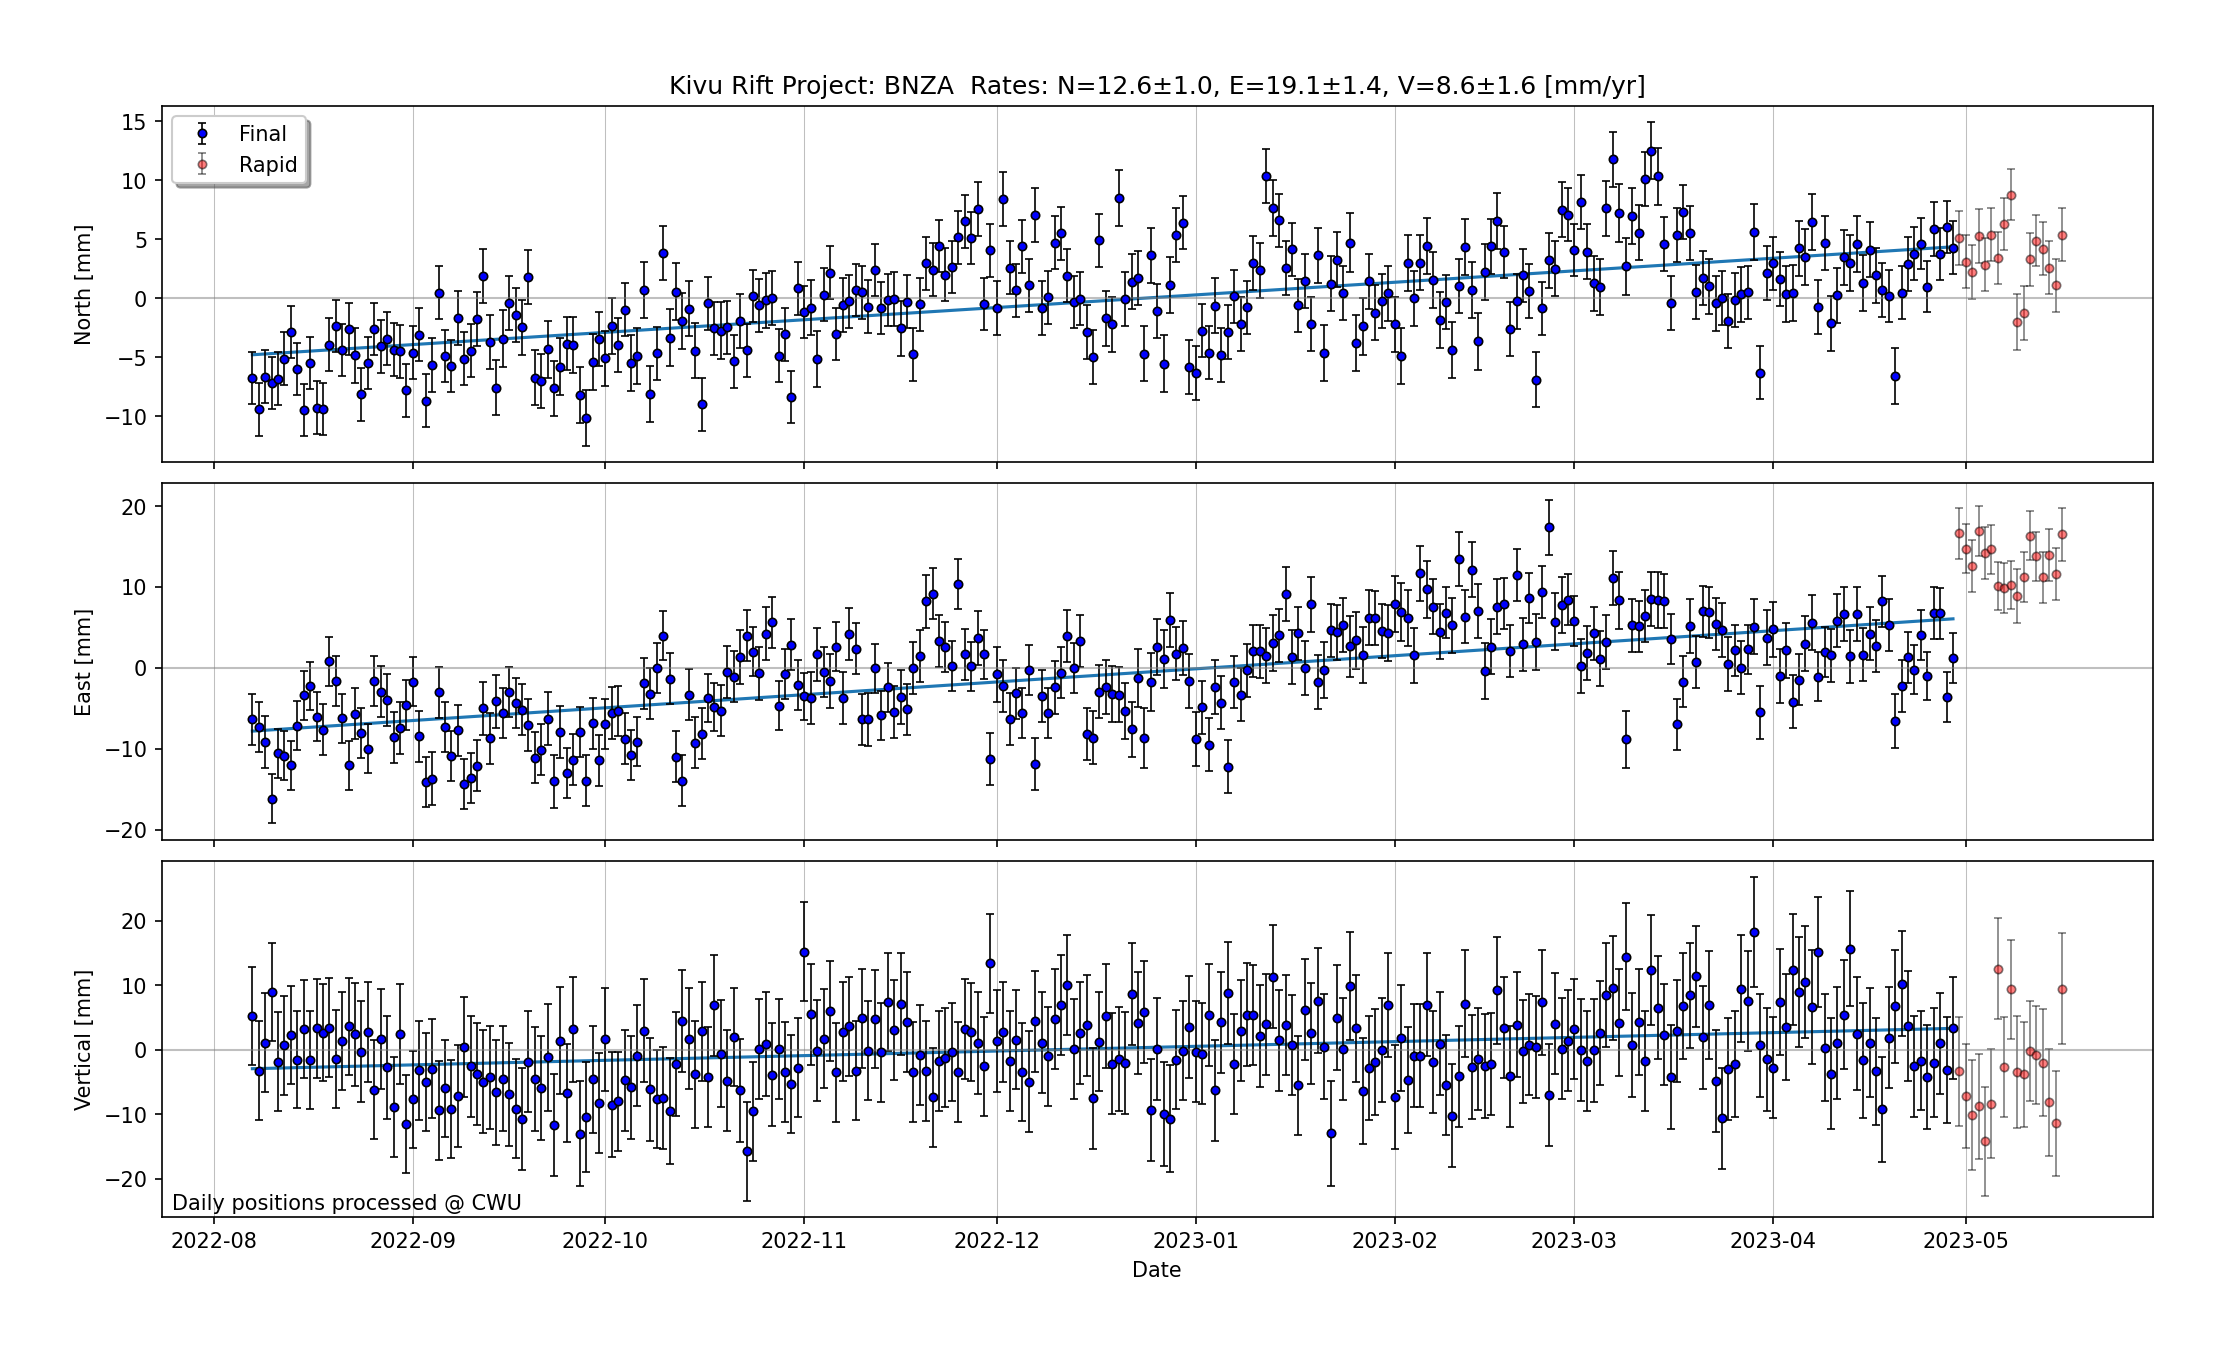 Kivu Rift Project: BNZA  Rates: N=12.6±1.0, E=19.1±1.4, V=8.6±1.6 [mm/yr]
Final
Rapid
North [mm]
15
10
5
0
−5
−10
East [mm]
20
10
0
−10
−20
Vertical [mm]
20
10
0
−10
−20
Daily positions processed @ CWU
2022-08 2022-09 2022-10 2022-11 2022-12 2023-01 2023-02 2023-03 2023-04 2023-05
Date